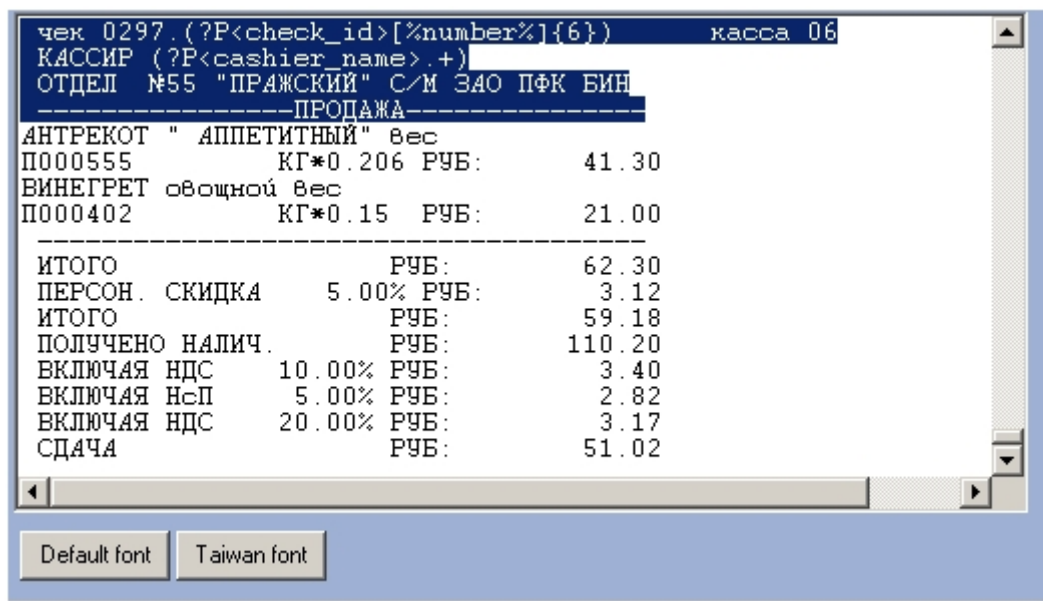 чек 0297.(?P<check_id>[%number%]{6}) касса 06
КАССИР (?P<cashier_name>.+)
ОТДЕЛ №55 "ПРАЖСКИЙ" С/М ЗАО ПФК БИН
----------------ПРОДАЖА---------------
АНТРЕКОТ " АППЕТИТНЫЙ" вес
П000555 КГ*0.206 РУБ: 41.30
ВИНЕГРЕТ овощной вес
П000402 КГ*0.15 РУБ: 21.00
--------------------------------------
ИТОГО РУБ: 62.30
ПЕРСОН. СКИДКА 5.00% РУБ: 3.12
ИТОГО РУБ: 59.18
ПОЛУЧЕНО НАЛИЧ. РУБ: 110.20
ВКЛЮЧАЯ НДС 10.00% РУБ: 3.40
ВКЛЮЧАЯ НсП 5.00% РУБ: 2.82
ВКЛЮЧАЯ НДС 20.00% РУБ: 3.17
СДАЧА РУБ: 51.02
Default font Taiwan font